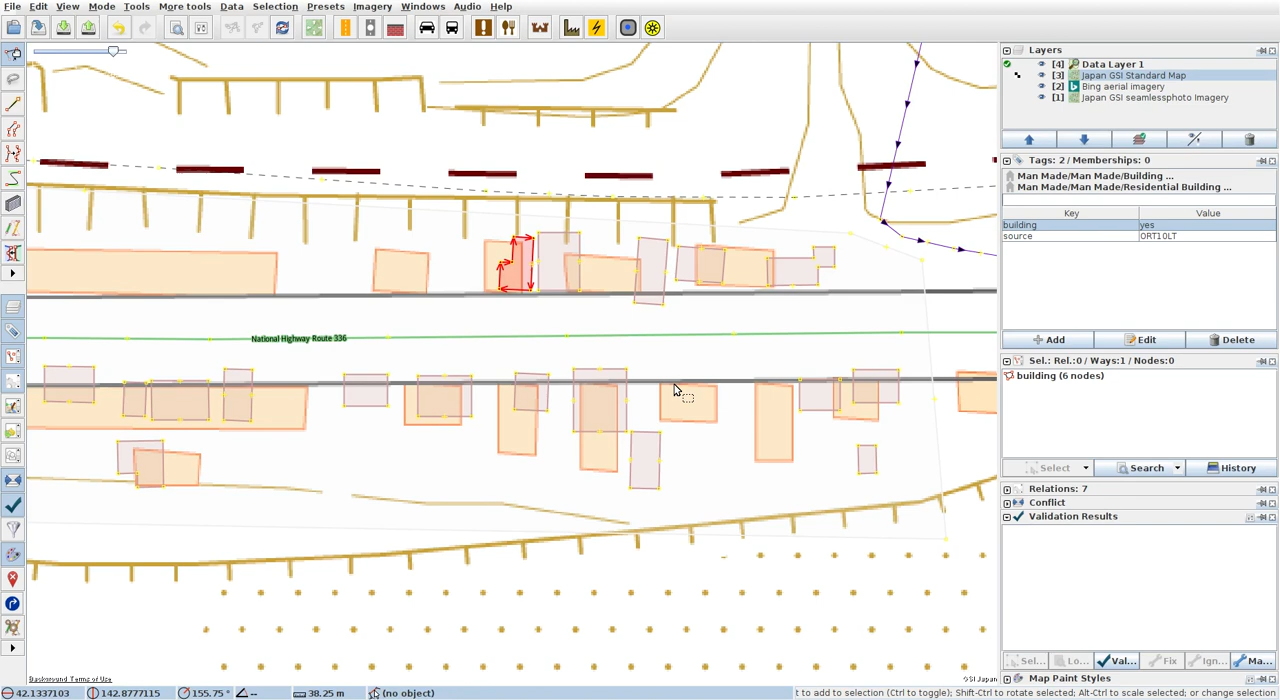 File Edit View Mode Tools More tools Data Selection Presets Imagery Windows Audio Help
National Highway Route 336
Background Terms of Use
©GSI Japan
Layers
[4] Data Layer 1
[3] Japan GSI Standard Map
[2] Bing aerial imagery
[1] Japan GSI seamlessphoto Imagery
Tags: 2 / Memberships: 0
Man Made/Man Made/Building ...
Man Made/Man Made/Residential Building ...
Key Value
building yes
source ORT10LT
Add Edit Delete
Sel.: Rel.:0 / Ways:1 / Nodes:0
building (6 nodes)
Select Search History
Relations: 7
Conflict
Validation Results
Sel... Lo... Val... Fix Ign... Ma...
Map Paint Styles
42.1337103 142.8777115 155.75 ° -- 38.25 m (no object) t to add to selection (Ctrl to toggle); Shift-Ctrl to rotate selected; Alt-Ctrl to scale selected; or change selection